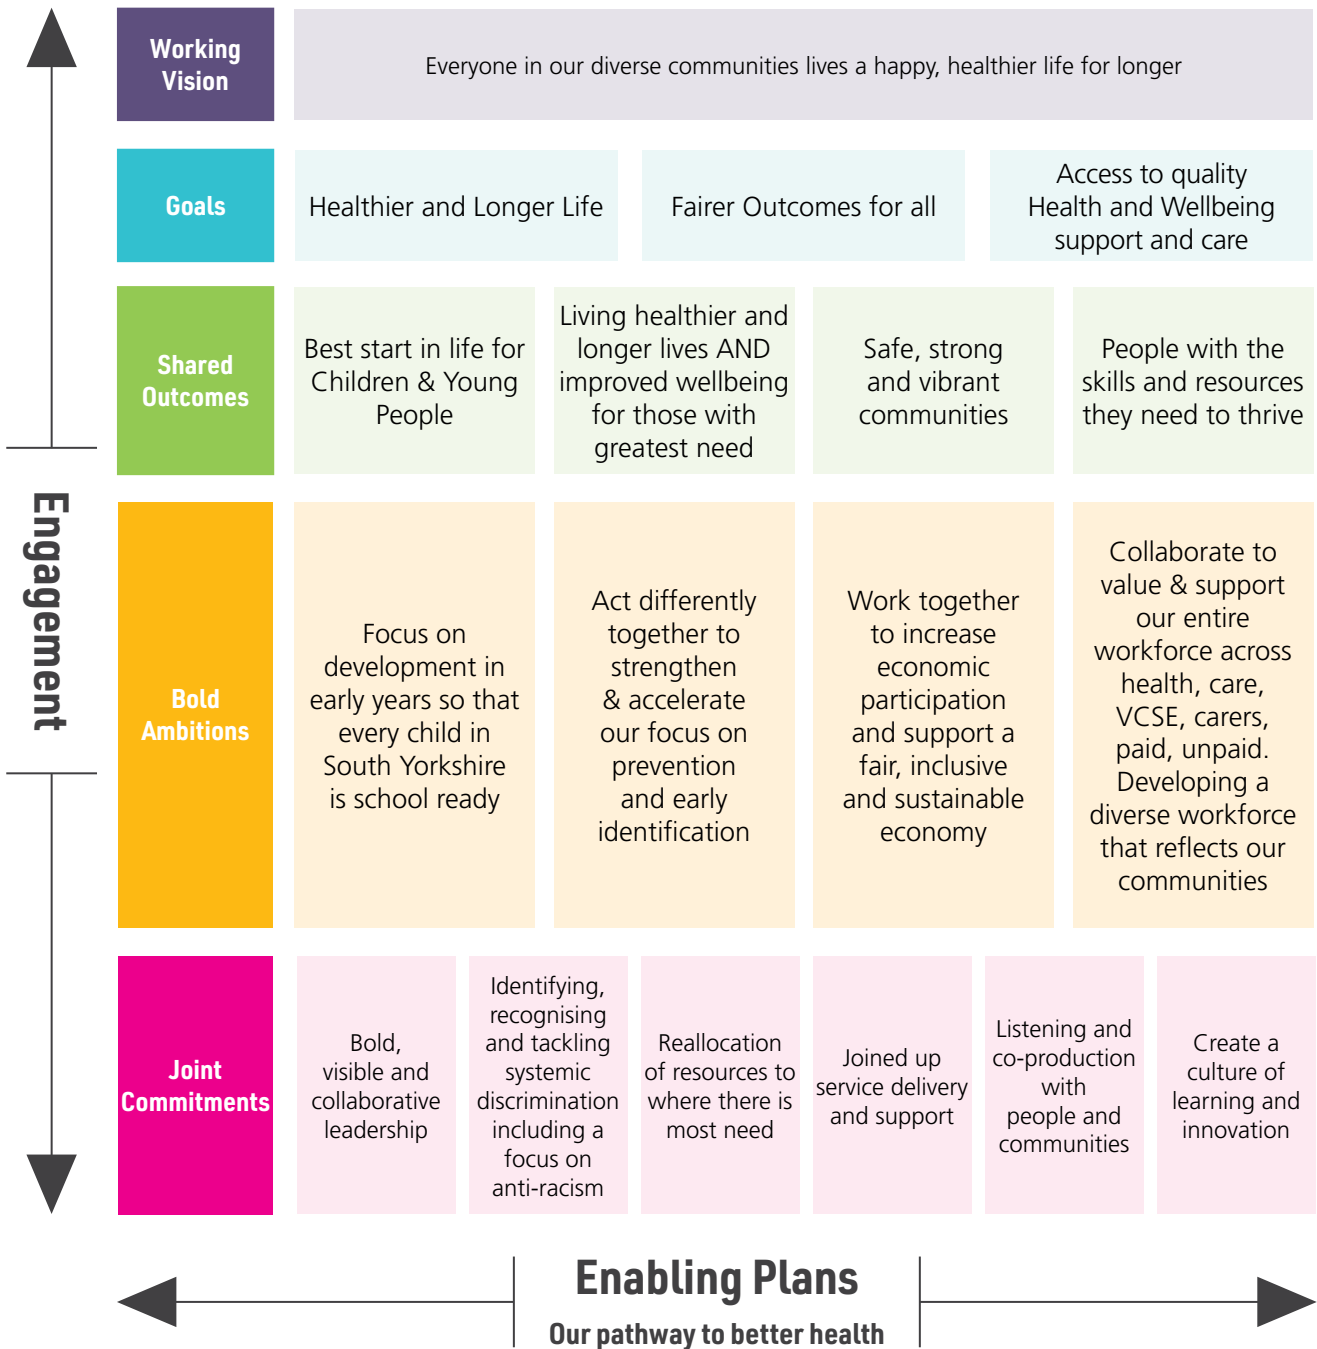 Working
Vision
Everyone in our diverse communities lives a happy, healthier life for longer
Goals
Healthier and Longer Life
Fairer Outcomes for all
Access to quality
Health and Wellbeing
support and care
Shared
Outcomes
Best start in life for
Children & Young
People
Living healthier and
longer lives AND
improved wellbeing
for those with
greatest need
Safe, strong
and vibrant
communities
People with the
skills and resources
they need to thrive
Engagement
Bold
Ambitions
Focus on
development in
early years so that
every child in
South Yorkshire
is school ready
Act differently
together to
strengthen
& accelerate
our focus on
prevention
and early
identification
Work together
to increase
economic
participation
and support a
fair, inclusive
and sustainable
economy
Collaborate to
value & support
our entire
workforce across
health, care,
VCSE, carers,
paid, unpaid.
Developing a
diverse workforce
that reflects our
communities
Joint
Commitments
Bold,
visible and
collaborative
leadership
Identifying,
recognising
and tackling
systemic
discrimination
including a
focus on
anti-racism
Reallocation
of resources to
where there is
most need
Joined up
service delivery
and support
Listening and
co-production
with
people and
communities
Create a
culture of
learning and
innovation
Enabling Plans
Our pathway to better health